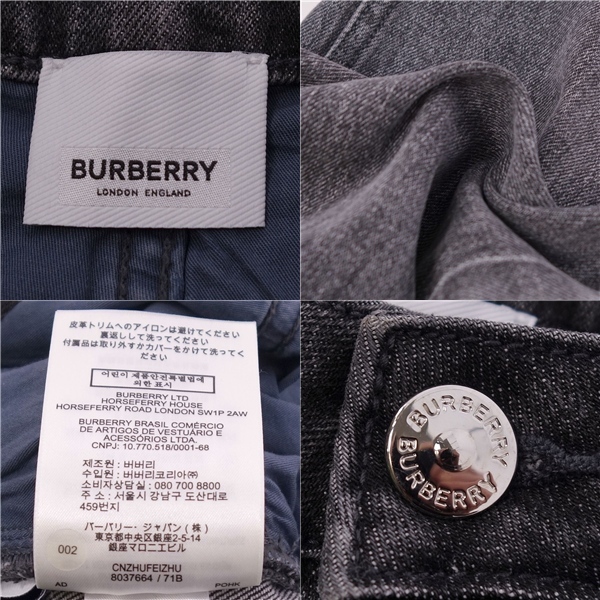 BURBERRY
LONDON ENGLAND
皮革トリムへのアイロンは避けてください
裏返しして洗ってください
付属品は取り外すかカバーをかけて洗ってください
어린이 제품안전특별법에
의한 표시
BURBERRY LTD
HORSEFERRY HOUSE
HORSEFERRY ROAD LONDON SW1P 2AW
BURBERRY BRASIL COMÉRCIO
DE ARTIGOS DE VESTUÁRIO E
ACESSÓRIOS LTDA.
CNPJ: 10.770.518/0001-68
제조원 : 버버리
수입원 : 버버리코리아㈜
소비자상담실 : 080 700 8800
주 소 : 서울시 강남구 도산대로
459번지
バーバリー・ジャパン(株)
東京都中央区銀座2-5-14
銀座マロニエビル
002
CNZHUFEIZHU
8037664 / 71B
AD
POHK
BURBERRY
BURBERRY